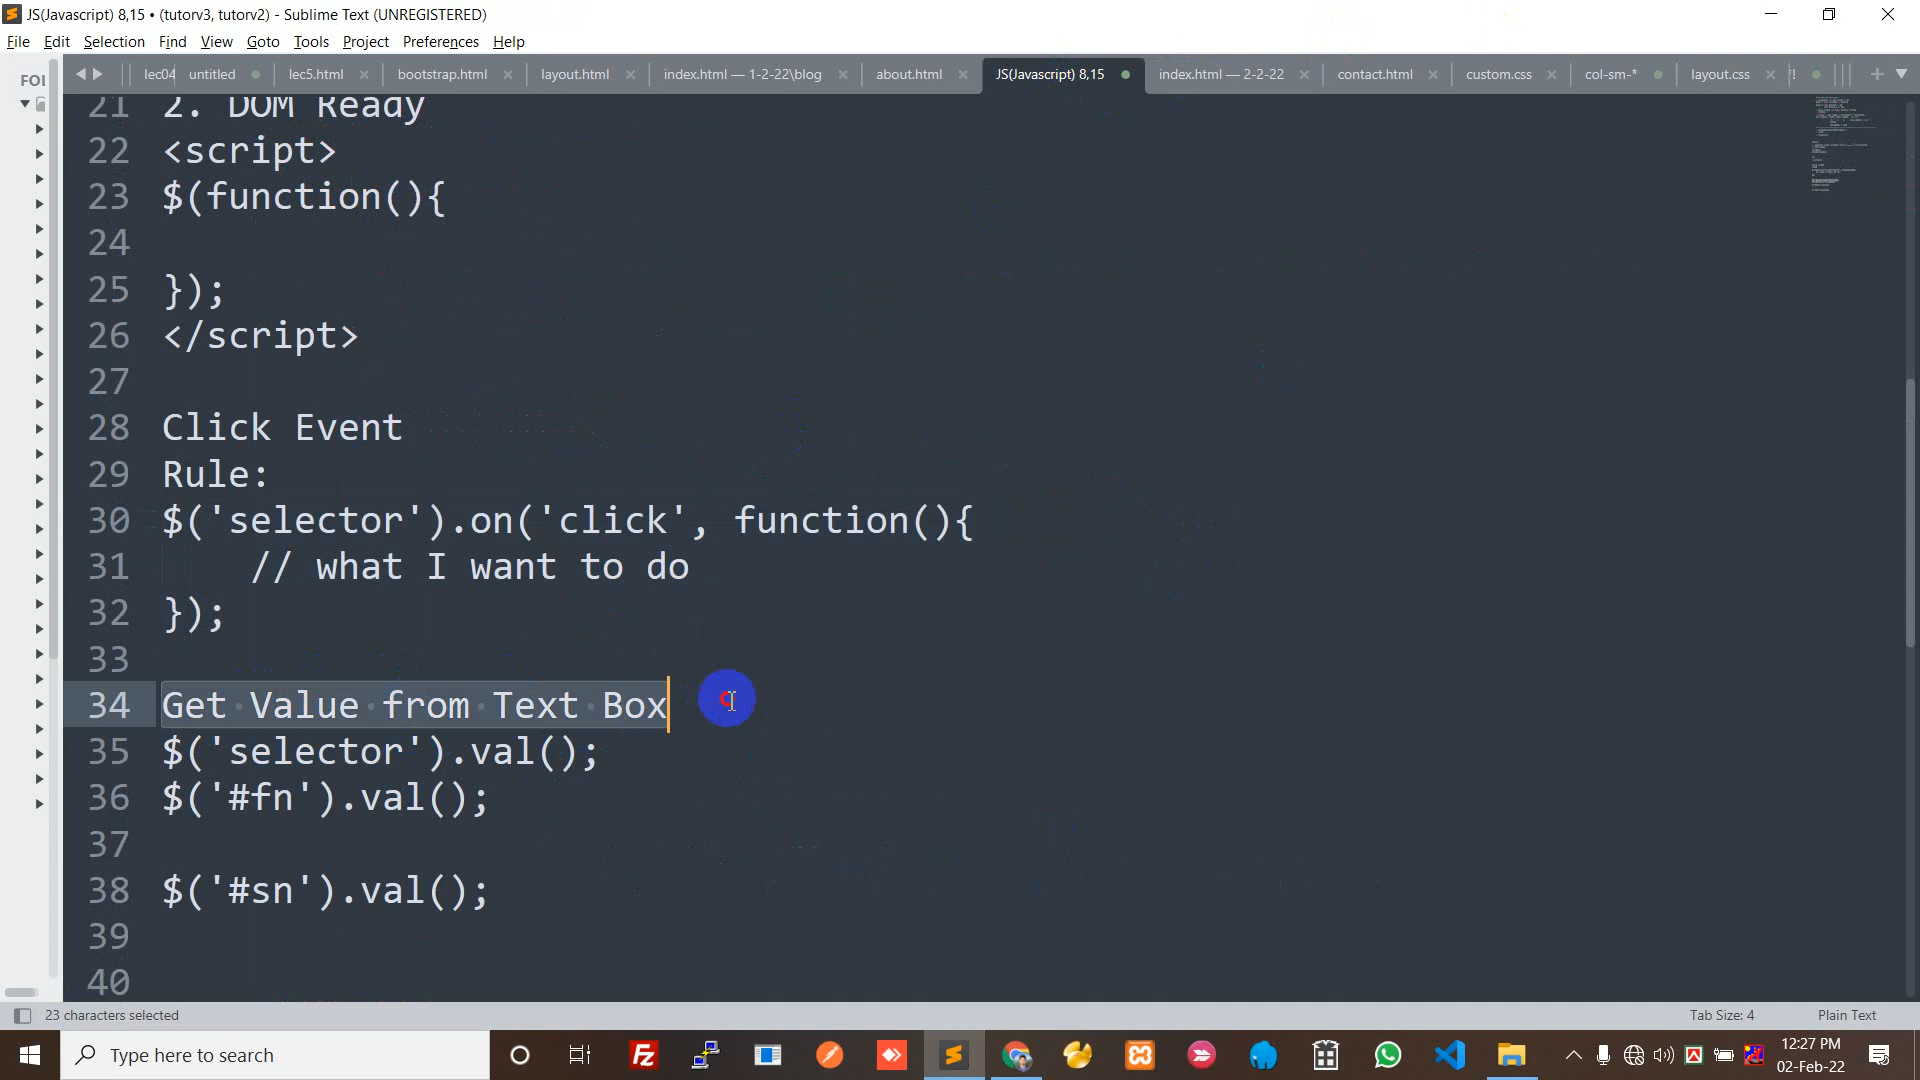 JS(Javascript) 8,15 • (tutorv3, tutorv2) - Sublime Text (UNREGISTERED)
File Edit Selection Find View Goto Tools Project Preferences Help
FOI
lec04 untitled lec5.html bootstrap.html layout.html index.html — 1-2-22\blog about.html JS(Javascript) 8,15 index.html — 2-2-22 contact.html custom.css col-sm-* layout.css
21 2. DOM Ready
22 <script>
23 $(function(){
24
25 });
26 </script>
27
28 Click Event
29 Rule:
30 $('selector').on('click', function(){
31 // what I want to do
32 });
33
34 Get Value from Text Box
35 $('selector').val();
36 $('#fn').val();
37
38 $('#sn').val();
39
40
23 characters selected Tab Size: 4 Plain Text
Type here to search
12:27 PM
02-Feb-22